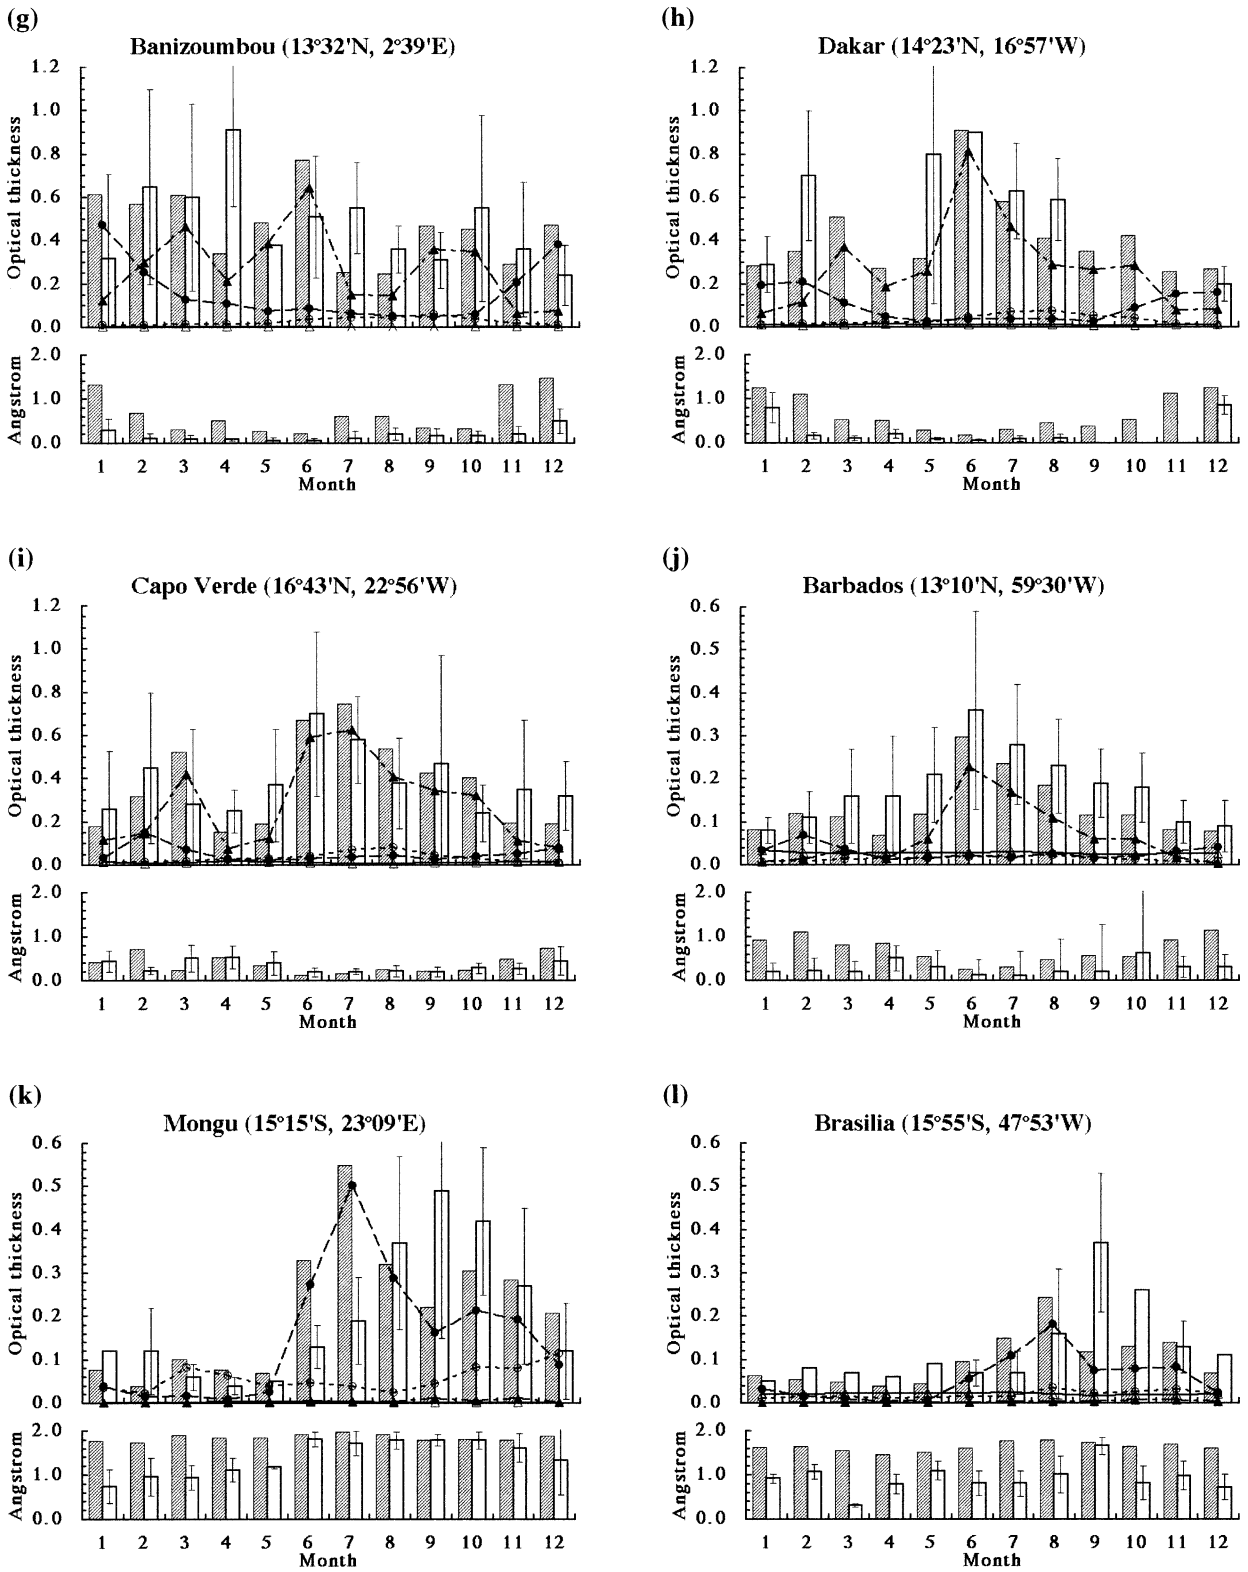 (g)
Banizoumbou (13°32'N, 2°39'E)
Optical thickness
1.2
1.0
0.8
0.6
0.4
0.2
0.0
Angstrom
2.0
1.0
0.0
1 2 3 4 5 6 7 8 9 10 11 12
Month
(h)
Dakar (14°23'N, 16°57'W)
Optical thickness
1.2
1.0
0.8
0.6
0.4
0.2
0.0
Angstrom
2.0
1.0
0.0
1 2 3 4 5 6 7 8 9 10 11 12
Month
(i)
Capo Verde (16°43'N, 22°56'W)
Optical thickness
1.2
1.0
0.8
0.6
0.4
0.2
0.0
Angstrom
2.0
1.0
0.0
1 2 3 4 5 6 7 8 9 10 11 12
Month
(j)
Barbados (13°10'N, 59°30'W)
Optical thickness
0.6
0.5
0.4
0.3
0.2
0.1
0.0
Angstrom
2.0
1.0
0.0
1 2 3 4 5 6 7 8 9 10 11 12
Month
(k)
Mongu (15°15'S, 23°09'E)
Optical thickness
0.6
0.5
0.4
0.3
0.2
0.1
0.0
Angstrom
2.0
1.0
0.0
1 2 3 4 5 6 7 8 9 10 11 12
Month
(l)
Brasilia (15°55'S, 47°53'W)
Optical thickness
0.6
0.5
0.4
0.3
0.2
0.1
0.0
Angstrom
2.0
1.0
0.0
1 2 3 4 5 6 7 8 9 10 11 12
Month